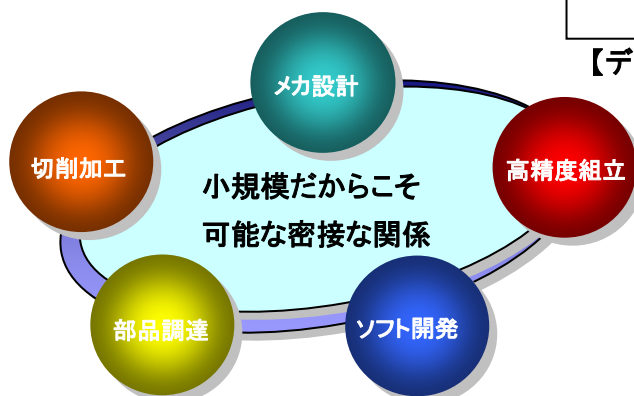 【デ
メカ設計
切削加工
高精度組立
小規模だからこそ
可能な密接な関係
部品調達
ソフト開発